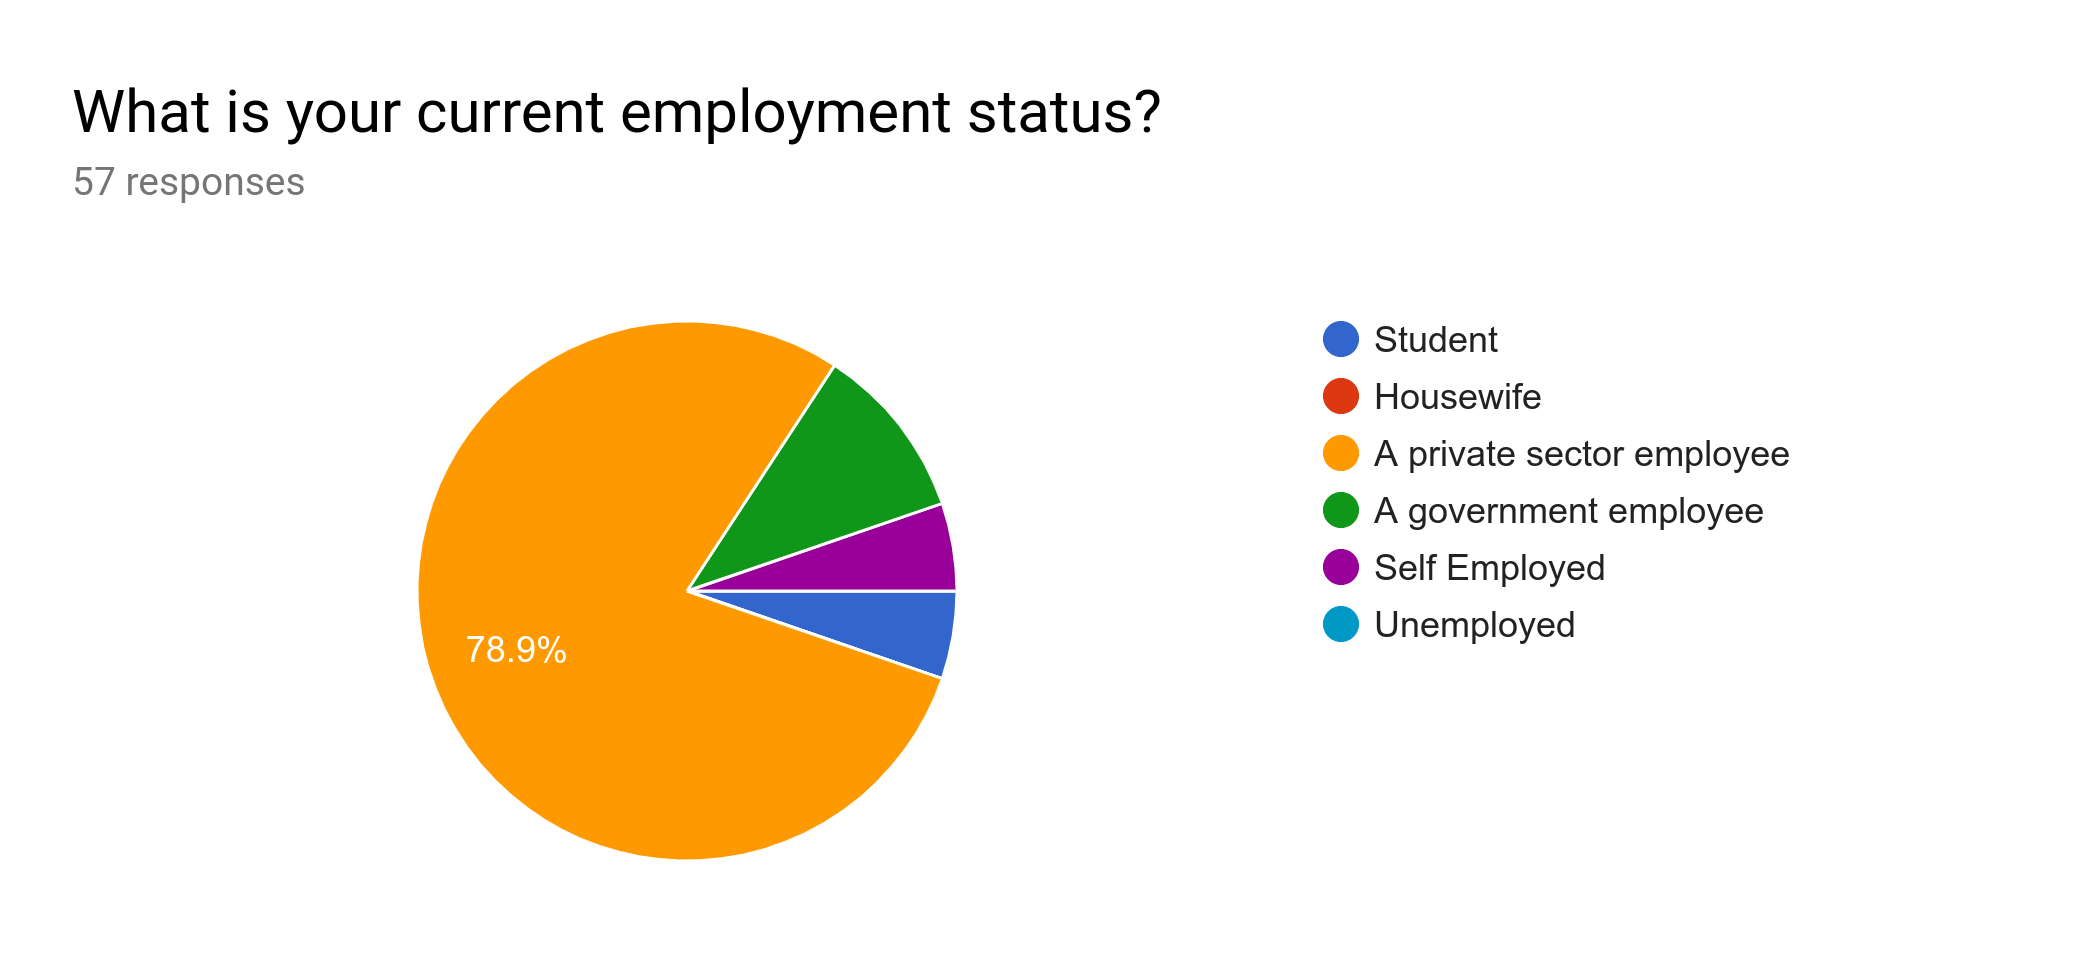 What is your current employment status?
57 responses
78.9%
Student
Housewife
A private sector employee
A government employee
Self Employed
Unemployed